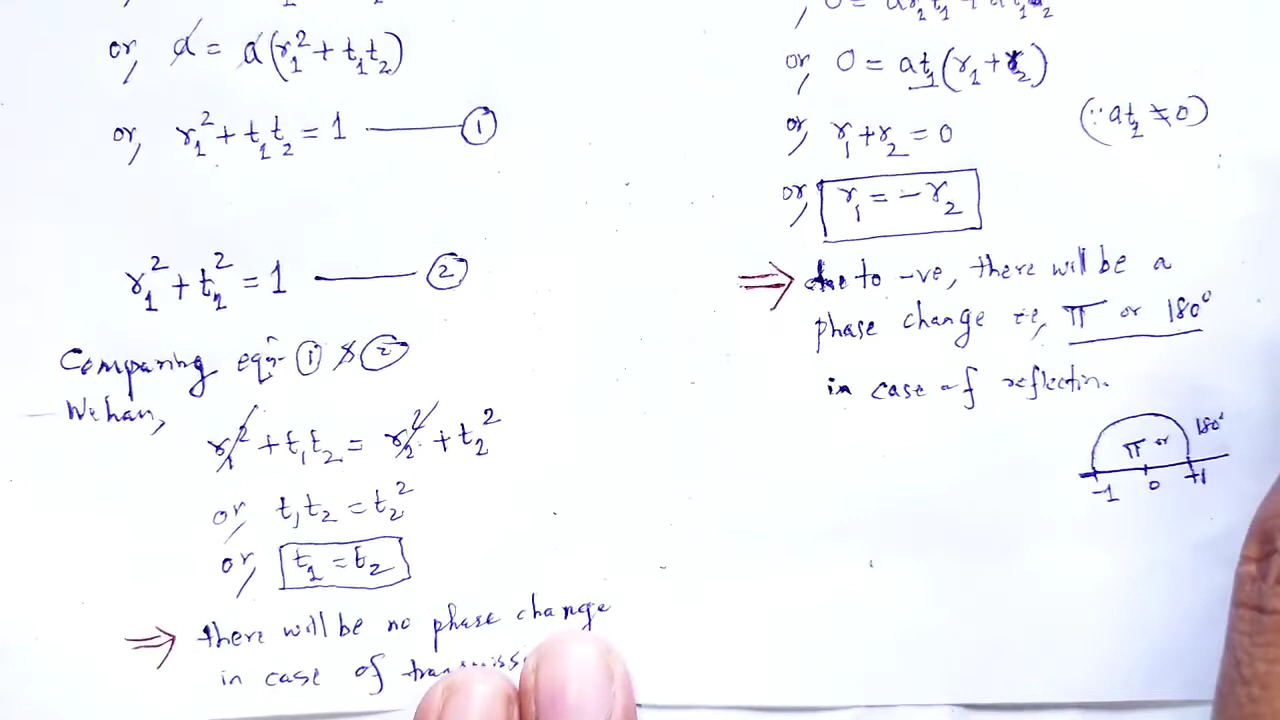 or, a = a(r₁² + t₁t₂)
or, r₁² + t₁t₂ = 1 ——— ①
r₁² + t₂² = 1 ——— ②
Comparing eqn. ① & ②
We have,
r₁² + t₁t₂ = r₂² + t₂²
or, t₁t₂ = t₂²
or, t₁ = t₂
⇒ there will be no phase change
in case of
or, 0 = at₁(r₁ + r₂)
or, r₁ + r₂ = 0 (∵ at₁ ≠ 0)
or, r₁ = -r₂
⇒ due to -ve, there will be a
phase change ie, π or 180°
in case of reflectin.
π or 180°
-1 0 +1